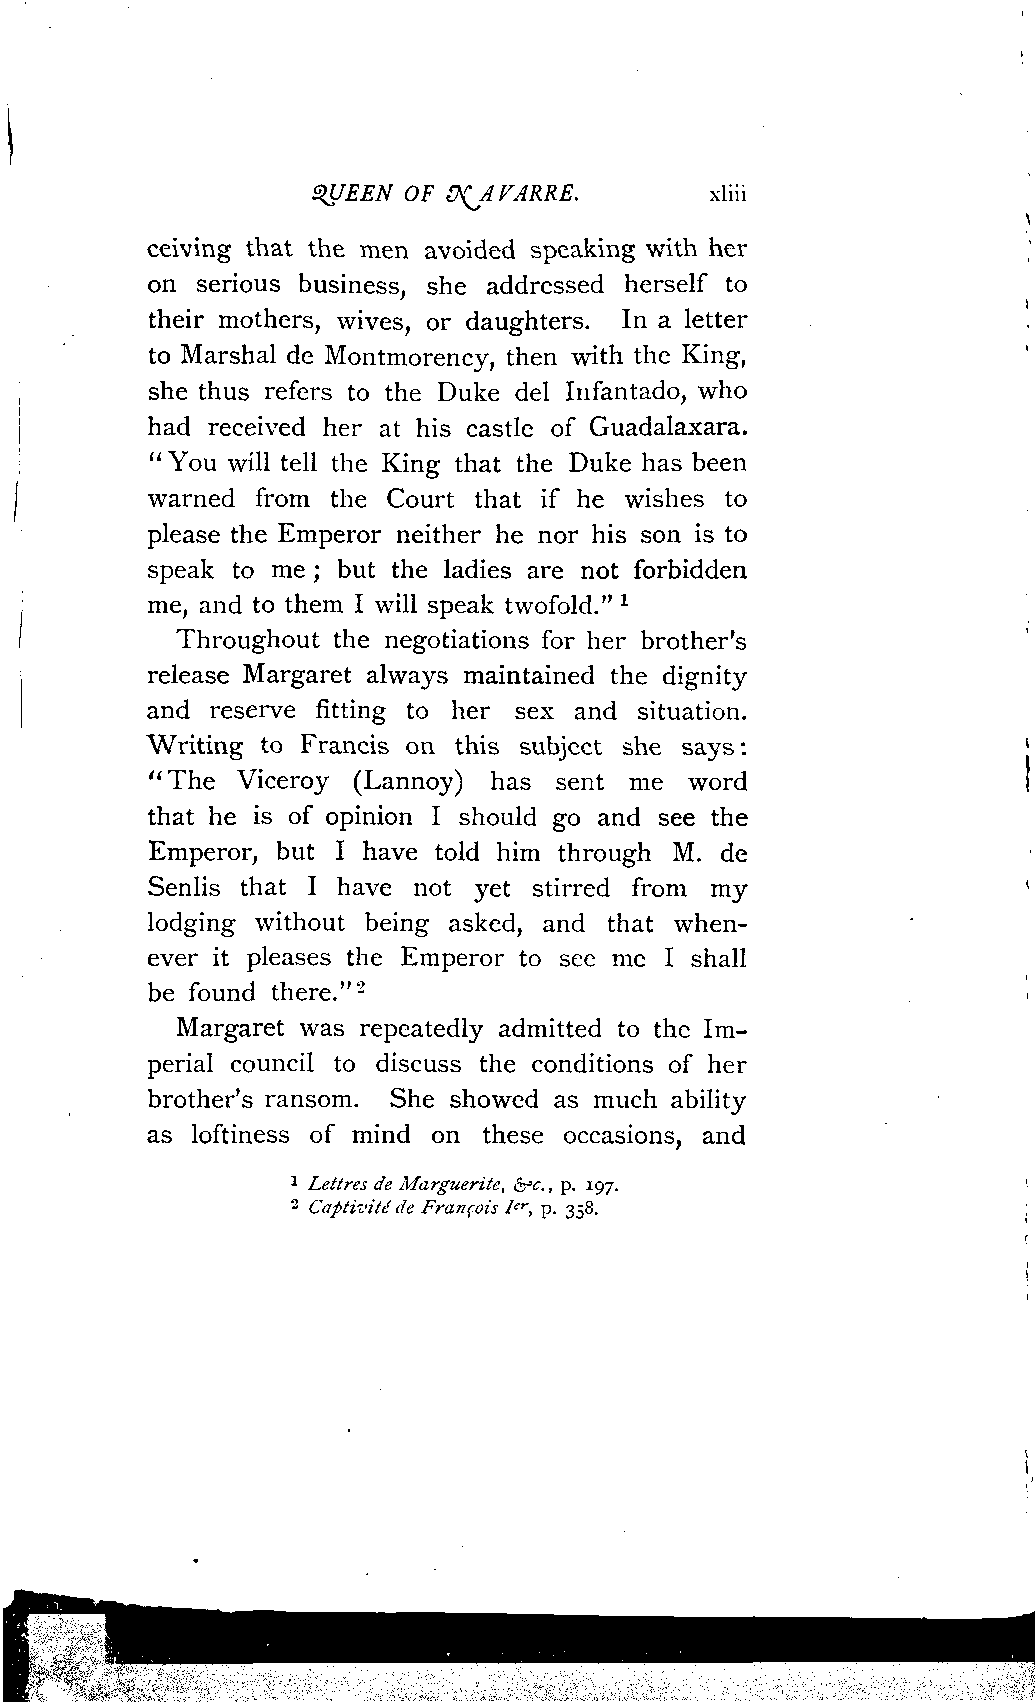 QUEEN OF NAVARRE. xliii
ceiving that the men avoided speaking with her
on serious business, she addressed herself to
their mothers, wives, or daughters. In a letter
to Marshal de Montmorency, then with the King,
she thus refers to the Duke del Infantado, who
had received her at his castle of Guadalaxara.
"You will tell the King that the Duke has been
warned from the Court that if he wishes to
please the Emperor neither he nor his son is to
speak to me; but the ladies are not forbidden
me, and to them I will speak twofold." 1
Throughout the negotiations for her brother's
release Margaret always maintained the dignity
and reserve fitting to her sex and situation.
Writing to Francis on this subject she says:
"The Viceroy (Lannoy) has sent me word
that he is of opinion I should go and see the
Emperor, but I have told him through M. de
Senlis that I have not yet stirred from my
lodging without being asked, and that when-
ever it pleases the Emperor to see me I shall
be found there." 2
Margaret was repeatedly admitted to the Im-
perial council to discuss the conditions of her
brother's ransom. She showed as much ability
as loftiness of mind on these occasions, and
1 Lettres de Marguerite, &c., p. 197.
2 Captivité de François Ier, p. 358.